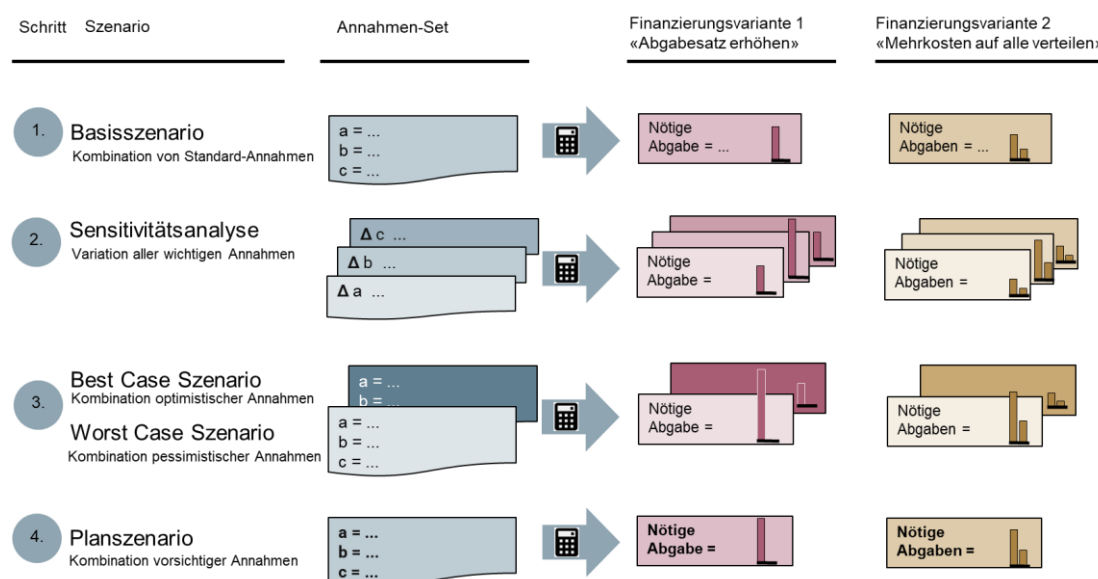 Schritt Szenario
Annahmen-Set
Finanzierungsvariante 1
«Abgabesatz erhöhen»
Finanzierungsvariante 2
«Mehrkosten auf alle verteilen»
1.
Basisszenario
Kombination von Standard-Annahmen
a = ...
b = ...
c = ...
Nötige
Abgabe = ...
Nötige
Abgaben = ...
2.
Sensitivitätsanalyse
Variation aller wichtigen Annahmen
Δ c ...
Δ b ...
Δ a ...
Nötige
Abgabe =
Nötige
Abgaben =
3.
Best Case Szenario
Kombination optimistischer Annahmen
Worst Case Szenario
Kombination pessimistischer Annahmen
a = ...
b = ...
a = ...
b = ...
c = ...
Nötige
Abgabe =
Nötige
Abgaben =
4.
Planszenario
Kombination vorsichtiger Annahmen
a = ...
b = ...
c = ...
Nötige
Abgabe =
Nötige
Abgaben =